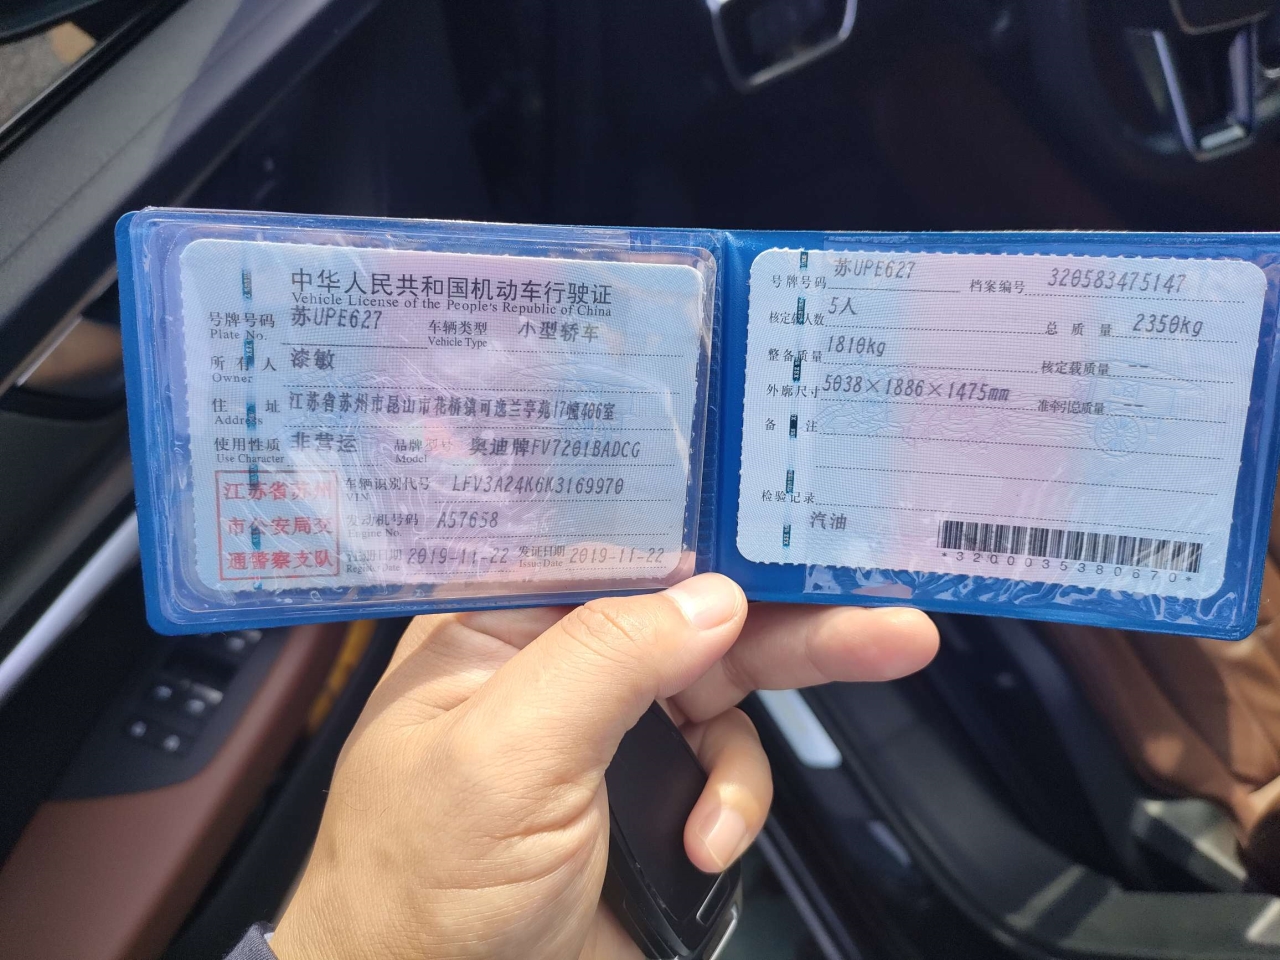 中华人民共和国机动车行驶证
Vehicle License of the People's Republic of China
号牌号码 苏UPE627 车辆类型 小型轿车
Plate No. Vehicle Type
所有人 漆敏
Owner
住址 江苏省苏州市昆山市花桥镇可逸兰亭苑17幢406室
Address
使用性质 非营运 品牌型号 奥迪牌FV7201BADCG
Use Character Model
江苏省苏州
市公安局交
通警察支队
车辆识别代号 LFV3A24K6K3169970
VIN
发动机号码 A57658
Engine No.
注册日期 2019-11-22 发证日期 2019-11-22
Register Date Issue Date
号牌号码 苏UPE627 档案编号 320583475147
核定载人数 5人 总质量 2350kg
整备质量 1810kg 核定载质量 --
外廓尺寸 5038×1886×1475mm 准牵引总质量 --
备注
检验记录
汽油
*3200035380670*